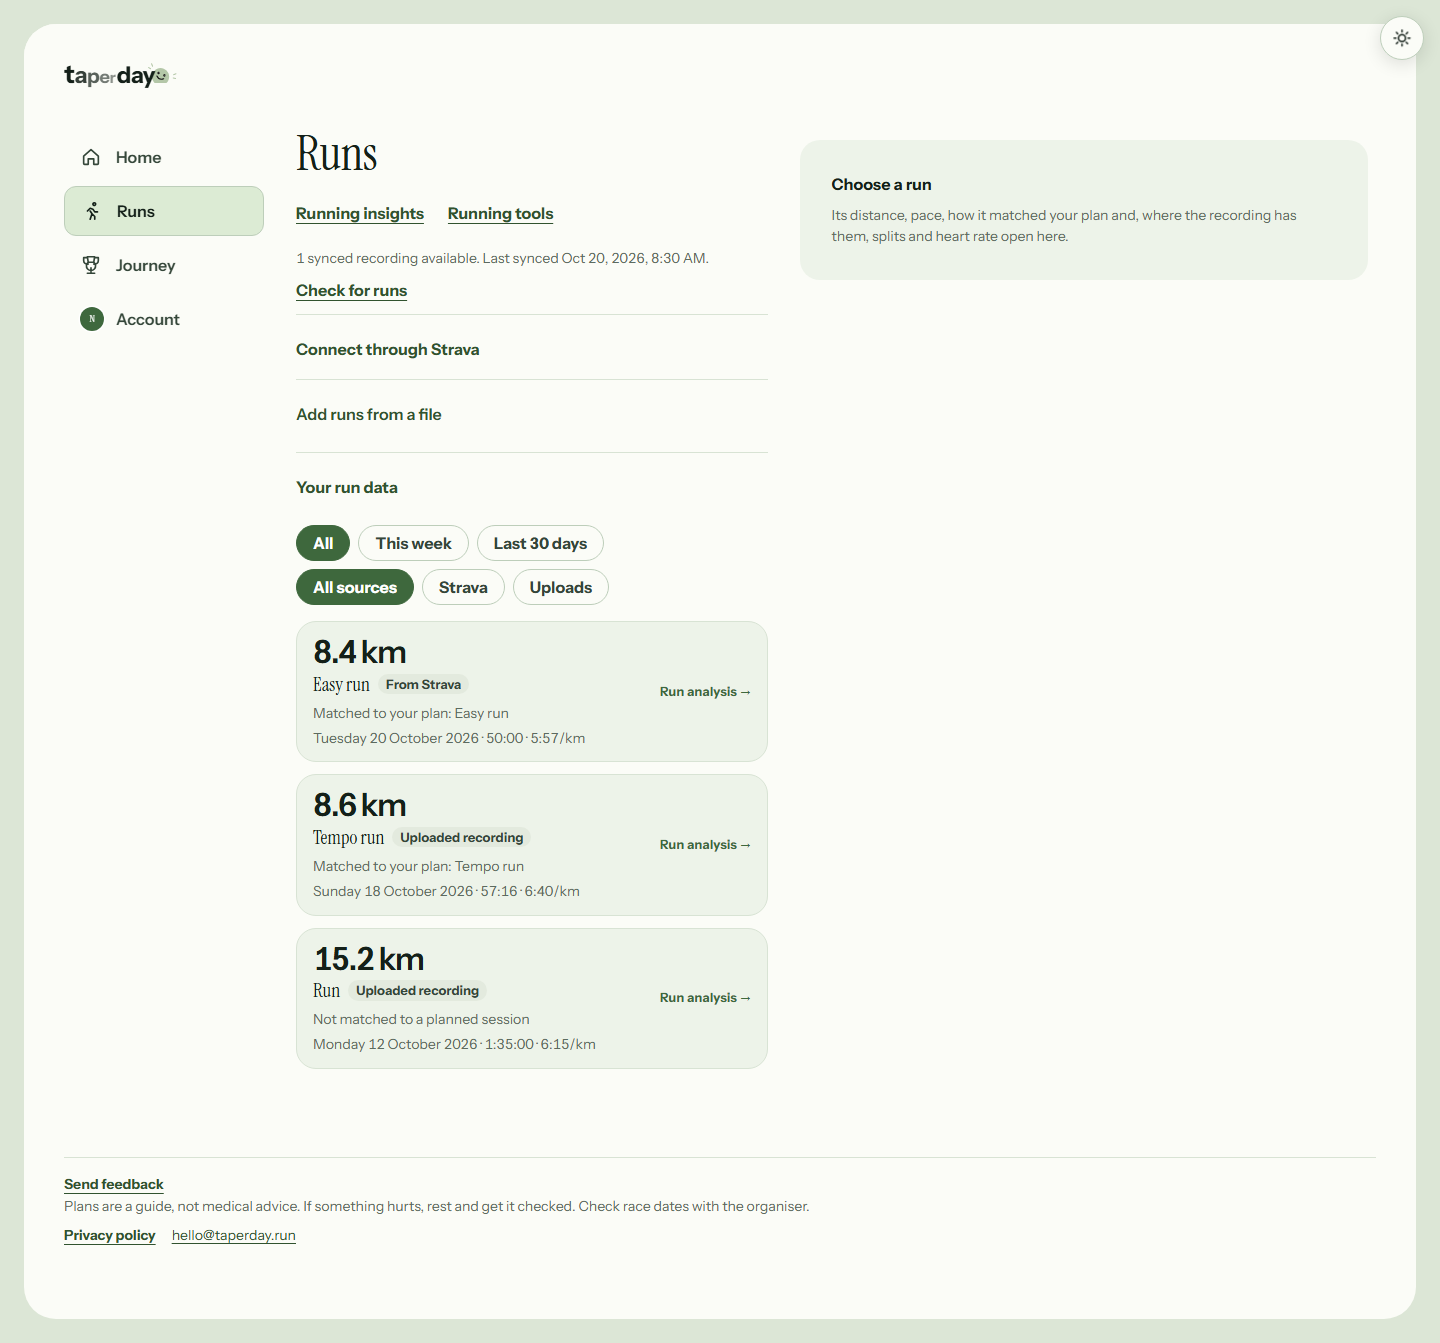 taperday
Home
Runs
Journey
N
Account
Runs
Running insights
Running tools
1 synced recording available. Last synced Oct 20, 2026, 8:30 AM.
Check for runs
Connect through Strava
Add runs from a file
Your run data
All
This week
Last 30 days
All sources
Strava
Uploads
8.4 km
Easy run
From Strava
Run analysis →
Matched to your plan: Easy run
Tuesday 20 October 2026 · 50:00 · 5:57/km
8.6 km
Tempo run
Uploaded recording
Run analysis →
Matched to your plan: Tempo run
Sunday 18 October 2026 · 57:16 · 6:40/km
15.2 km
Run
Uploaded recording
Run analysis →
Not matched to a planned session
Monday 12 October 2026 · 1:35:00 · 6:15/km
Choose a run
Its distance, pace, how it matched your plan and, where the recording has
them, splits and heart rate open here.
Send feedback
Plans are a guide, not medical advice. If something hurts, rest and get it checked. Check race dates with the organiser.
Privacy policy
hello@taperday.run